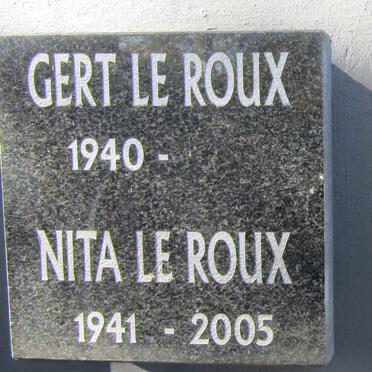 GERT LE ROUX
1940 -
NITA LE ROUX
1941 - 2005